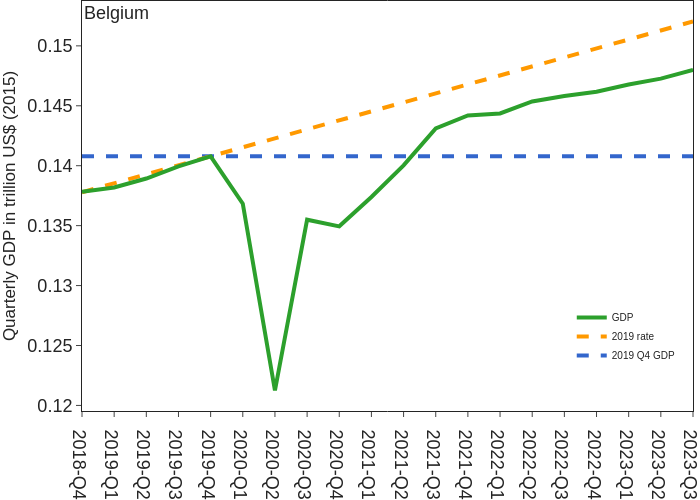 Belgium
Quarterly GDP in trillion US$ (2015)
0.15
0.145
0.14
0.135
0.13
0.125
0.12
GDP
2019 rate
2019 Q4 GDP
2018-Q4
2019-Q1
2019-Q2
2019-Q3
2019-Q4
2020-Q1
2020-Q2
2020-Q3
2020-Q4
2021-Q1
2021-Q2
2021-Q3
2021-Q4
2022-Q1
2022-Q2
2022-Q3
2022-Q4
2023-Q1
2023-Q2
2023-Q3